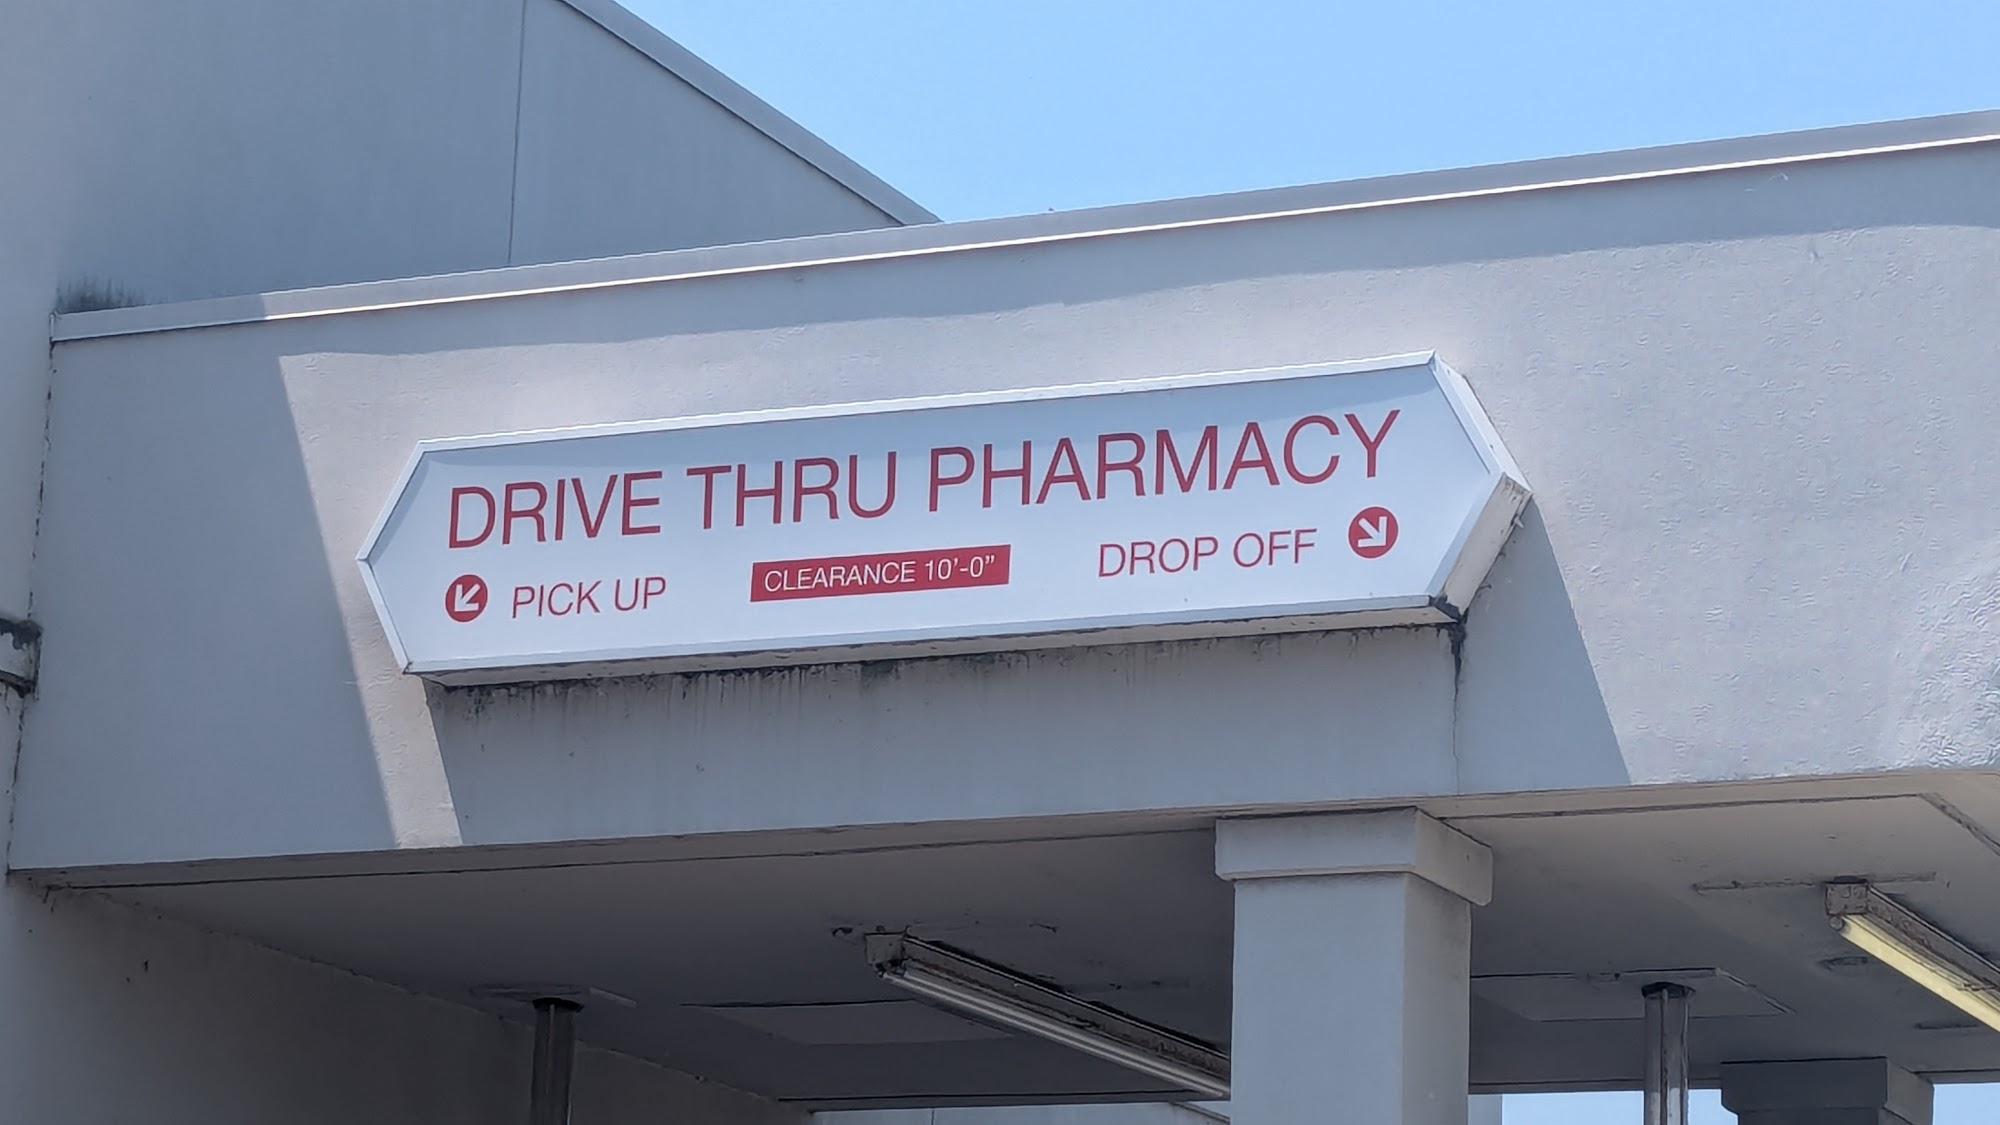 DRIVE THRU PHARMACY
PICK UP
CLEARANCE 10'-0"
DROP OFF